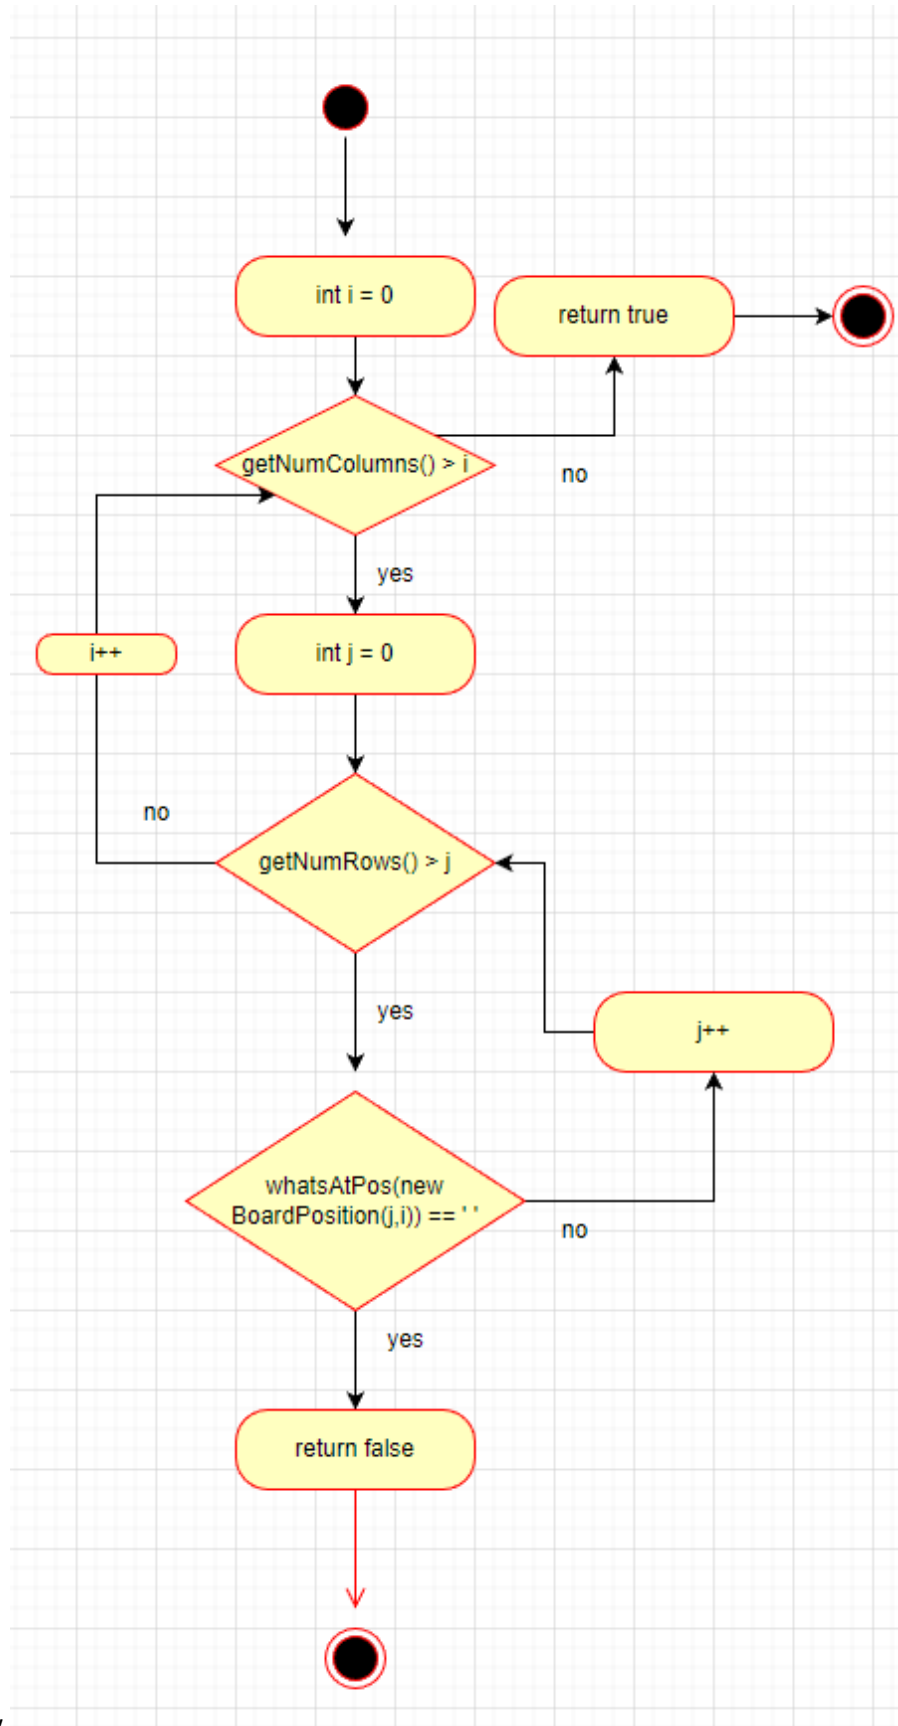 int i = 0
return true
getNumColumns() > i
no
yes
i++
int j = 0
no
getNumRows() > j
yes
j++
whatsAtPos(new
BoardPosition(j,i)) == ' '
no
yes
return false